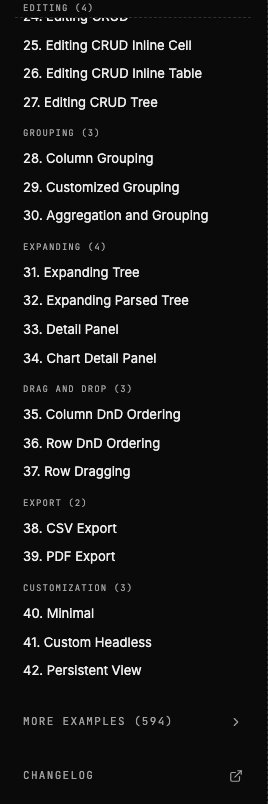 EDITING (4)
24. Editing CRUD
25. Editing CRUD Inline Cell
26. Editing CRUD Inline Table
27. Editing CRUD Tree
GROUPING (3)
28. Column Grouping
29. Customized Grouping
30. Aggregation and Grouping
EXPANDING (4)
31. Expanding Tree
32. Expanding Parsed Tree
33. Detail Panel
34. Chart Detail Panel
DRAG AND DROP (3)
35. Column DnD Ordering
36. Row DnD Ordering
37. Row Dragging
EXPORT (2)
38. CSV Export
39. PDF Export
CUSTOMIZATION (3)
40. Minimal
41. Custom Headless
42. Persistent View
MORE EXAMPLES (594)
CHANGELOG